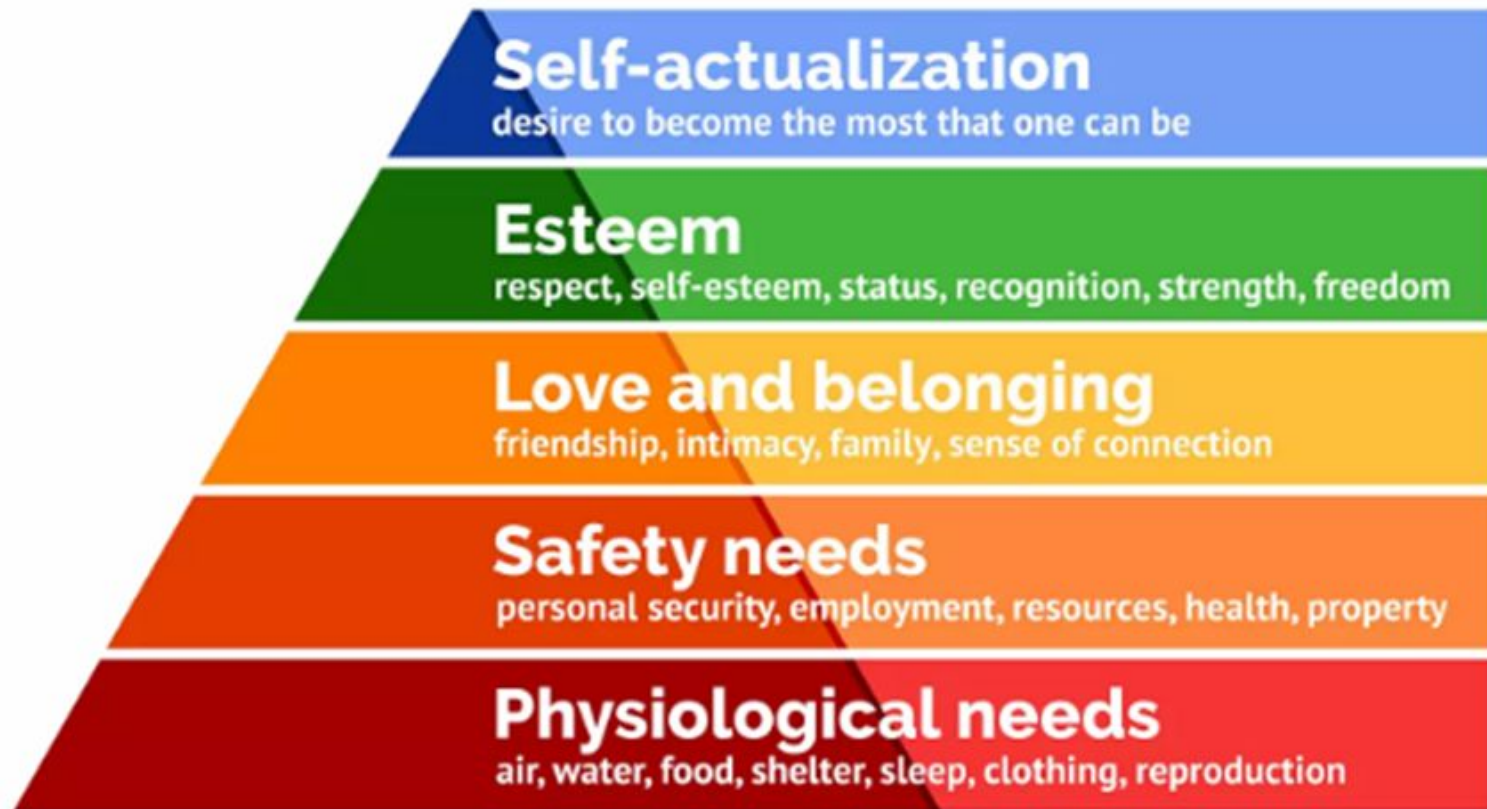 Self-actualization
desire to become the most that one can be
Esteem
respect, self-esteem, status, recognition, strength, freedom
Love and belonging
friendship, intimacy, family, sense of connection
Safety needs
personal security, employment, resources, health, property
Physiological needs
air, water, food, shelter, sleep, clothing, reproduction